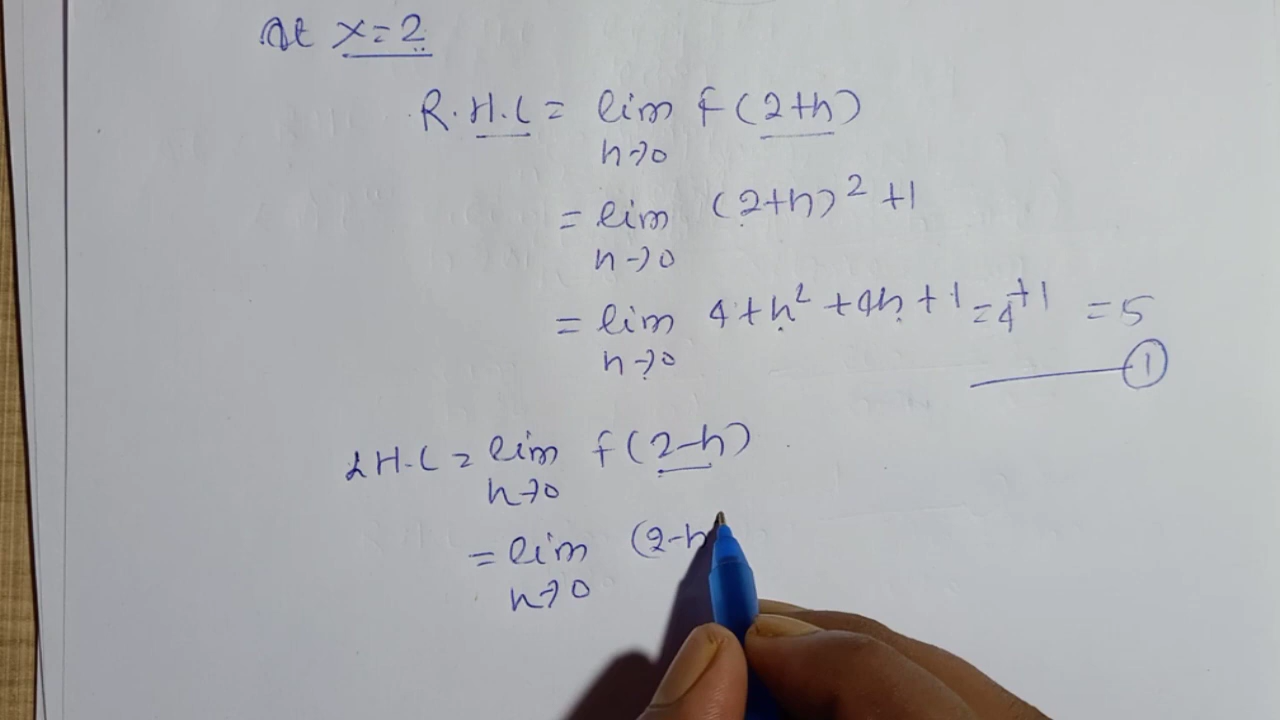 At x=2
R.H.L = lim f(2+h)
h→0
= lim (2+h)² +1
h→0
= lim 4+h²+4h+1 =4+1 =5
h→0
①
LH.L = lim f(2-h)
h→0
= lim (2-h
h→0